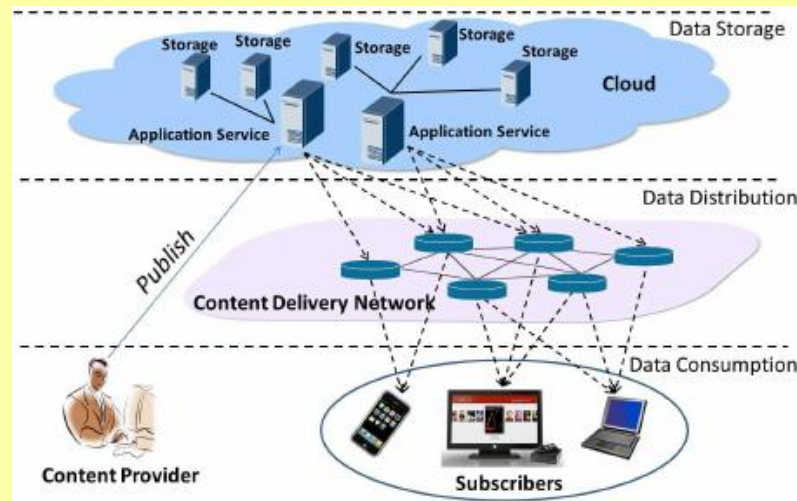 Data Storage
Storage
Storage
Storage
Storage
Storage
Cloud
Application Service
Application Service
Data Distribution
Publish
Content Delivery Network
Data Consumption
Content Provider
Subscribers